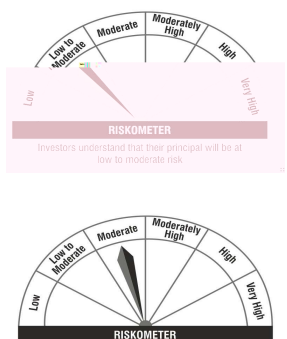 Low
Low to
Moderate
Moderate
Moderately
High
High
Very High
RISKOMETER
Investors understand that their principal will be at
low to moderate risk
Low
Low to
Moderate
Moderate
Moderately
High
High
Very High
RISKOMETER